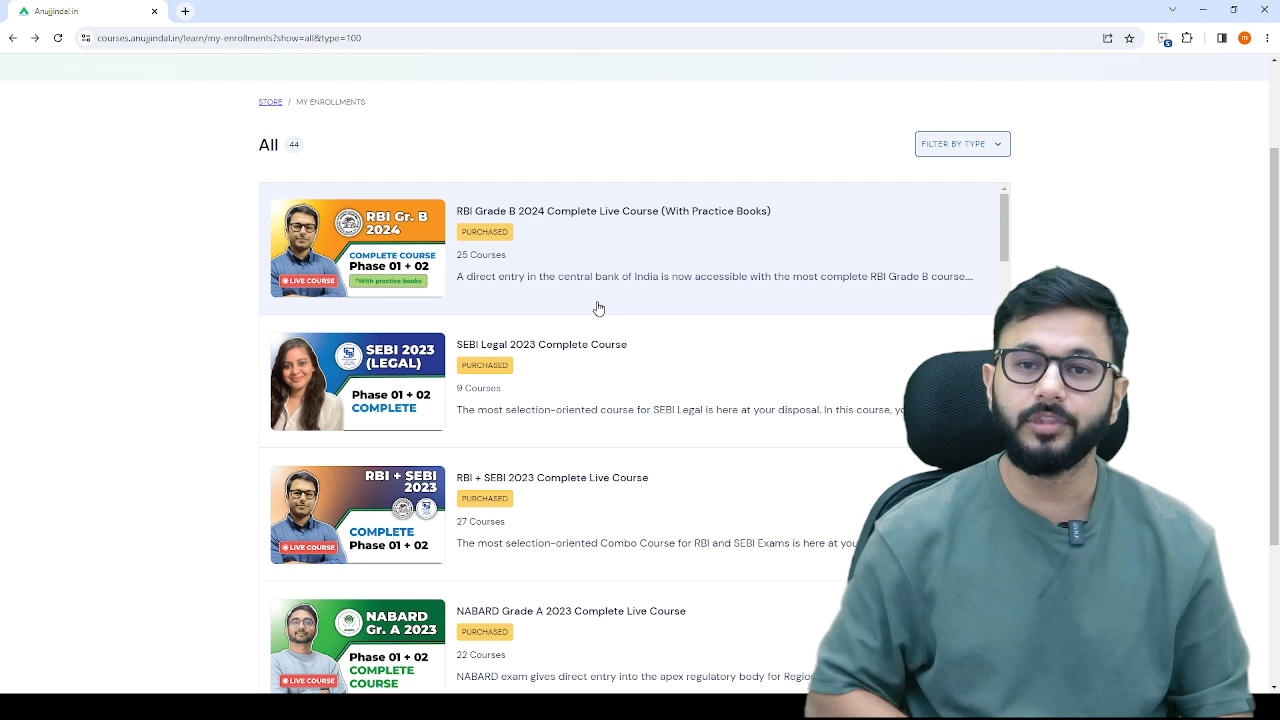 Anujjindal.in
courses.anujjindal.in/learn/my-enrollments?show=all&type=100
5
m
STORE / MY ENROLLMENTS
All 44
FILTER BY TYPE
RBI Gr. B
2024
COMPLETE COURSE
Phase 01 + 02
LIVE COURSE
*With practice books
RBI Grade B 2024 Complete Live Course (With Practice Books)
PURCHASED
25 Courses
A direct entry in the central bank of India is now accessible with the most complete RBI Grade B course....
SEBI 2023
(LEGAL)
Phase 01 + 02
COMPLETE
SEBI Legal 2023 Complete Course
PURCHASED
9 Courses
The most selection-oriented course for SEBI Legal is here at your disposal. In this course,
RBI + SEBI
2023
COMPLETE
Phase 01 + 02
LIVE COURSE
RBI + SEBI 2023 Complete Live Course
PURCHASED
27 Courses
The most selection-oriented Combo Course for RBI and SEBI Exams is here at
NABARD
Gr. A 2023
Phase 01 + 02
COMPLETE
COURSE
LIVE COURSE
NABARD Grade A 2023 Complete Live Course
PURCHASED
22 Courses
NABARD exam gives direct entry into the apex regulatory body for